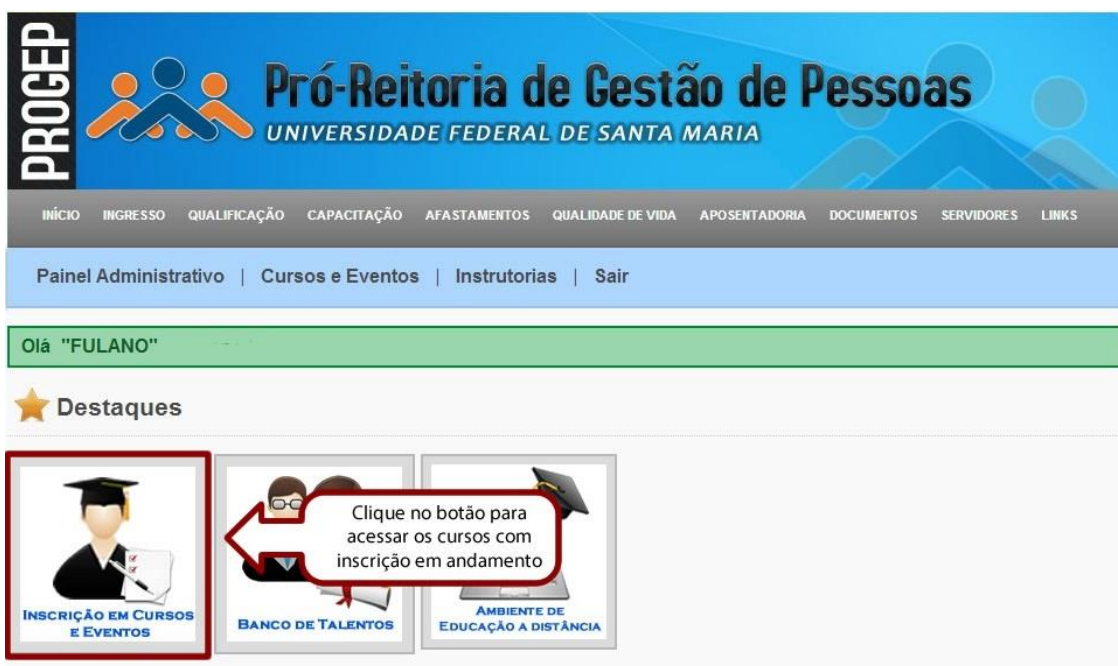 PROGEP
Pró-Reitoria de Gestão de Pessoas
UNIVERSIDADE FEDERAL DE SANTA MARIA
INÍCIO INGRESSO QUALIFICAÇÃO CAPACITAÇÃO AFASTAMENTOS QUALIDADE DE VIDA APOSENTADORIA DOCUMENTOS SERVIDORES LINKS
Painel Administrativo | Cursos e Eventos | Instrutorias | Sair
Olá "FULANO"
Destaques
Clique no botão para
acessar os cursos com
inscrição em andamento
INSCRIÇÃO EM CURSOS
E EVENTOS
BANCO DE TALENTOS
AMBIENTE DE
EDUCAÇÃO A DISTÂNCIA